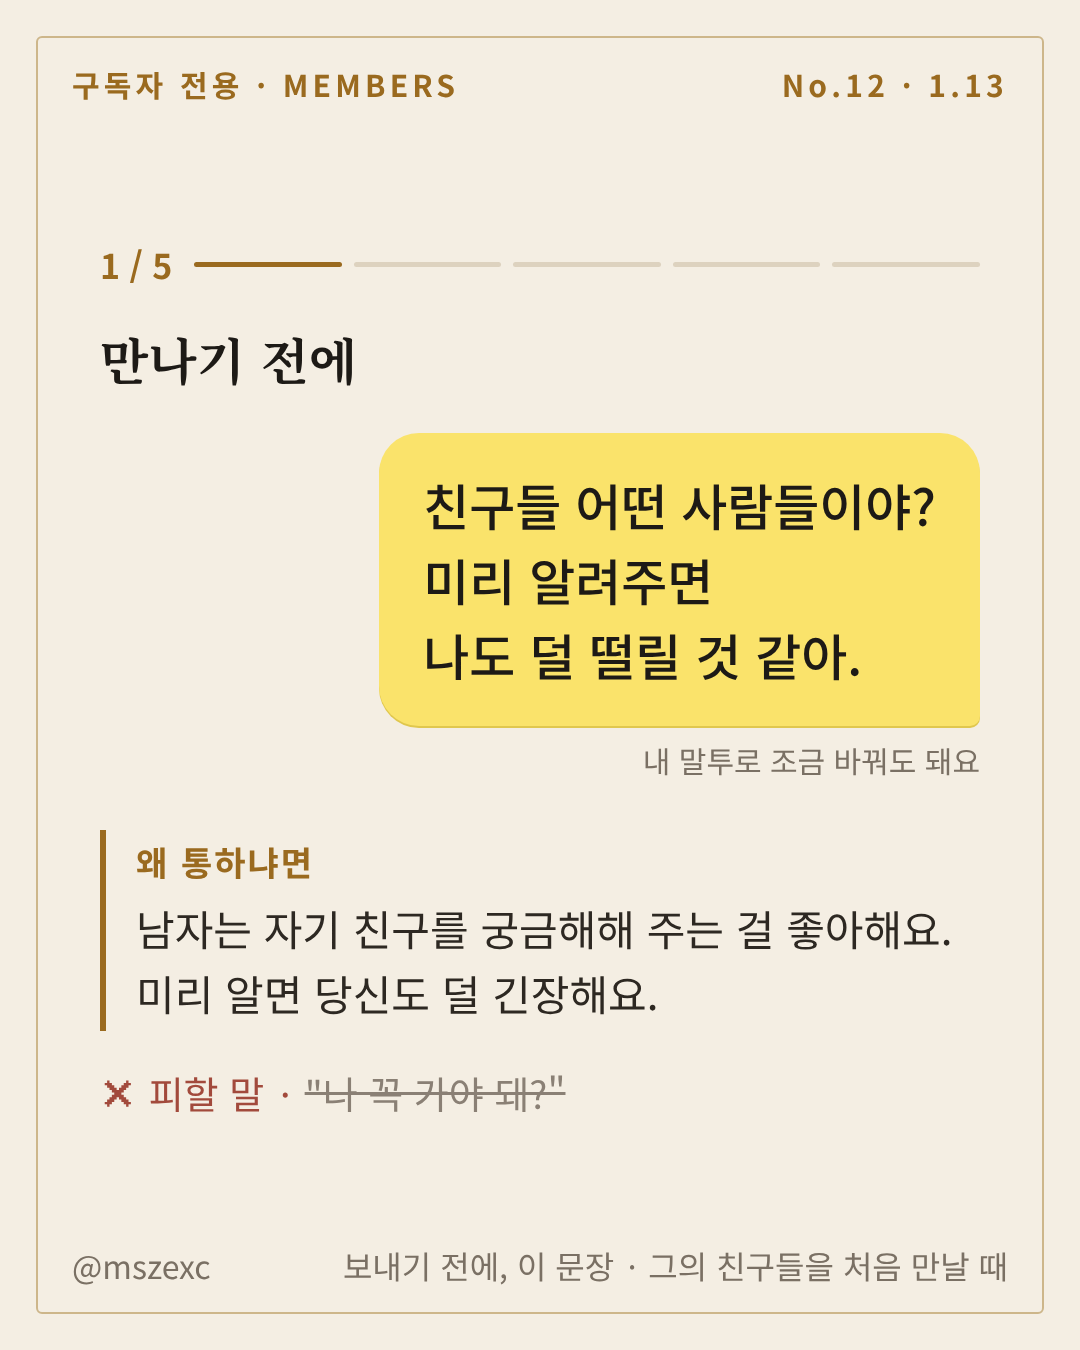 구독자 전용 · MEMBERS
No.12 · 1.13
1 / 5
만나기 전에
친구들 어떤 사람들이야?
미리 알려주면
나도 덜 떨릴 것 같아.
내 말투로 조금 바꿔도 돼요
왜 통하냐면
남자는 자기 친구를 궁금해해 주는 걸 좋아해요.
미리 알면 당신도 덜 긴장해요.
✕ 피할 말 · "나 꼭 가야 돼?"
@mszexc
보내기 전에, 이 문장 · 그의 친구들을 처음 만날 때